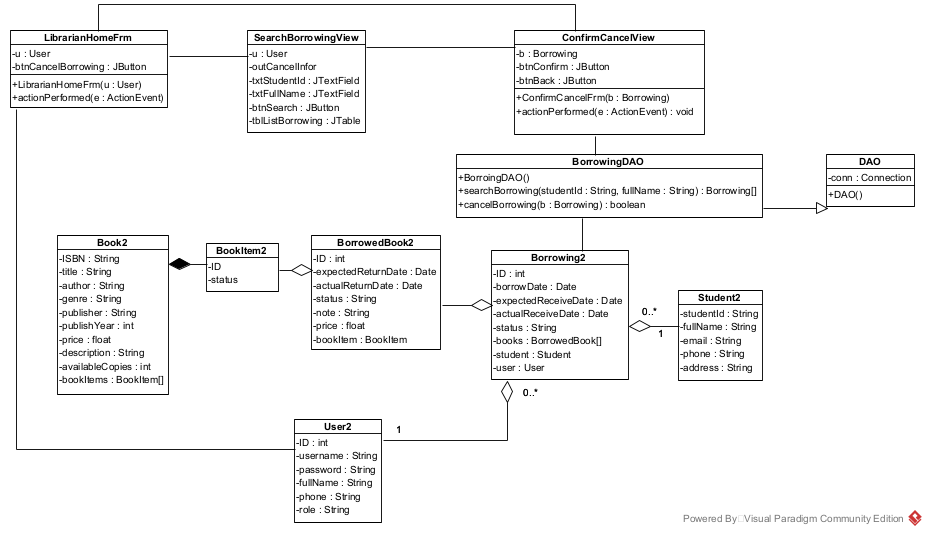 LibrarianHomeFrm
-u : User
-btnCancelBorrowing : JButton
+LibrarianHomeFrm(u : User)
+actionPerformed(e : ActionEvent)
SearchBorrowingView
-u : User
-outCancelInfor
-txtStudentId : JTextField
-txtFullName : JTextField
-btnSearch : JButton
-tblListBorrowing : JTable
ConfirmCancelView
-b : Borrowing
-btnConfirm : JButton
-btnBack : JButton
+ConfirmCancelFrm(b : Borrowing)
+actionPerformed(e : ActionEvent) : void
BorrowingDAO
+BorroingDAO()
+searchBorrowing(studentId : String, fullName : String) : Borrowing[]
+cancelBorrowing(b : Borrowing) : boolean
DAO
-conn : Connection
+DAO()
Book2
-ISBN : String
-title : String
-author : String
-genre : String
-publisher : String
-publishYear : int
-price : float
-description : String
-availableCopies : int
-bookItems : BookItem[]
BookItem2
-ID
-status
BorrowedBook2
-ID : int
-expectedReturnDate : Date
-actualReturnDate : Date
-status : String
-note : String
-price : float
-bookItem : BookItem
Borrowing2
-ID : int
-borrowDate : Date
-expectedReceiveDate : Date
-actualReceiveDate : Date
-status : String
-books : BorrowedBook[]
-student : Student
-user : User
0..*
1
Student2
-studentId : String
-fullName : String
-email : String
-phone : String
-address : String
0..*
1
User2
-ID : int
-username : String
-password : String
-fullName : String
-phone : String
-role : String
Powered By Visual Paradigm Community Edition